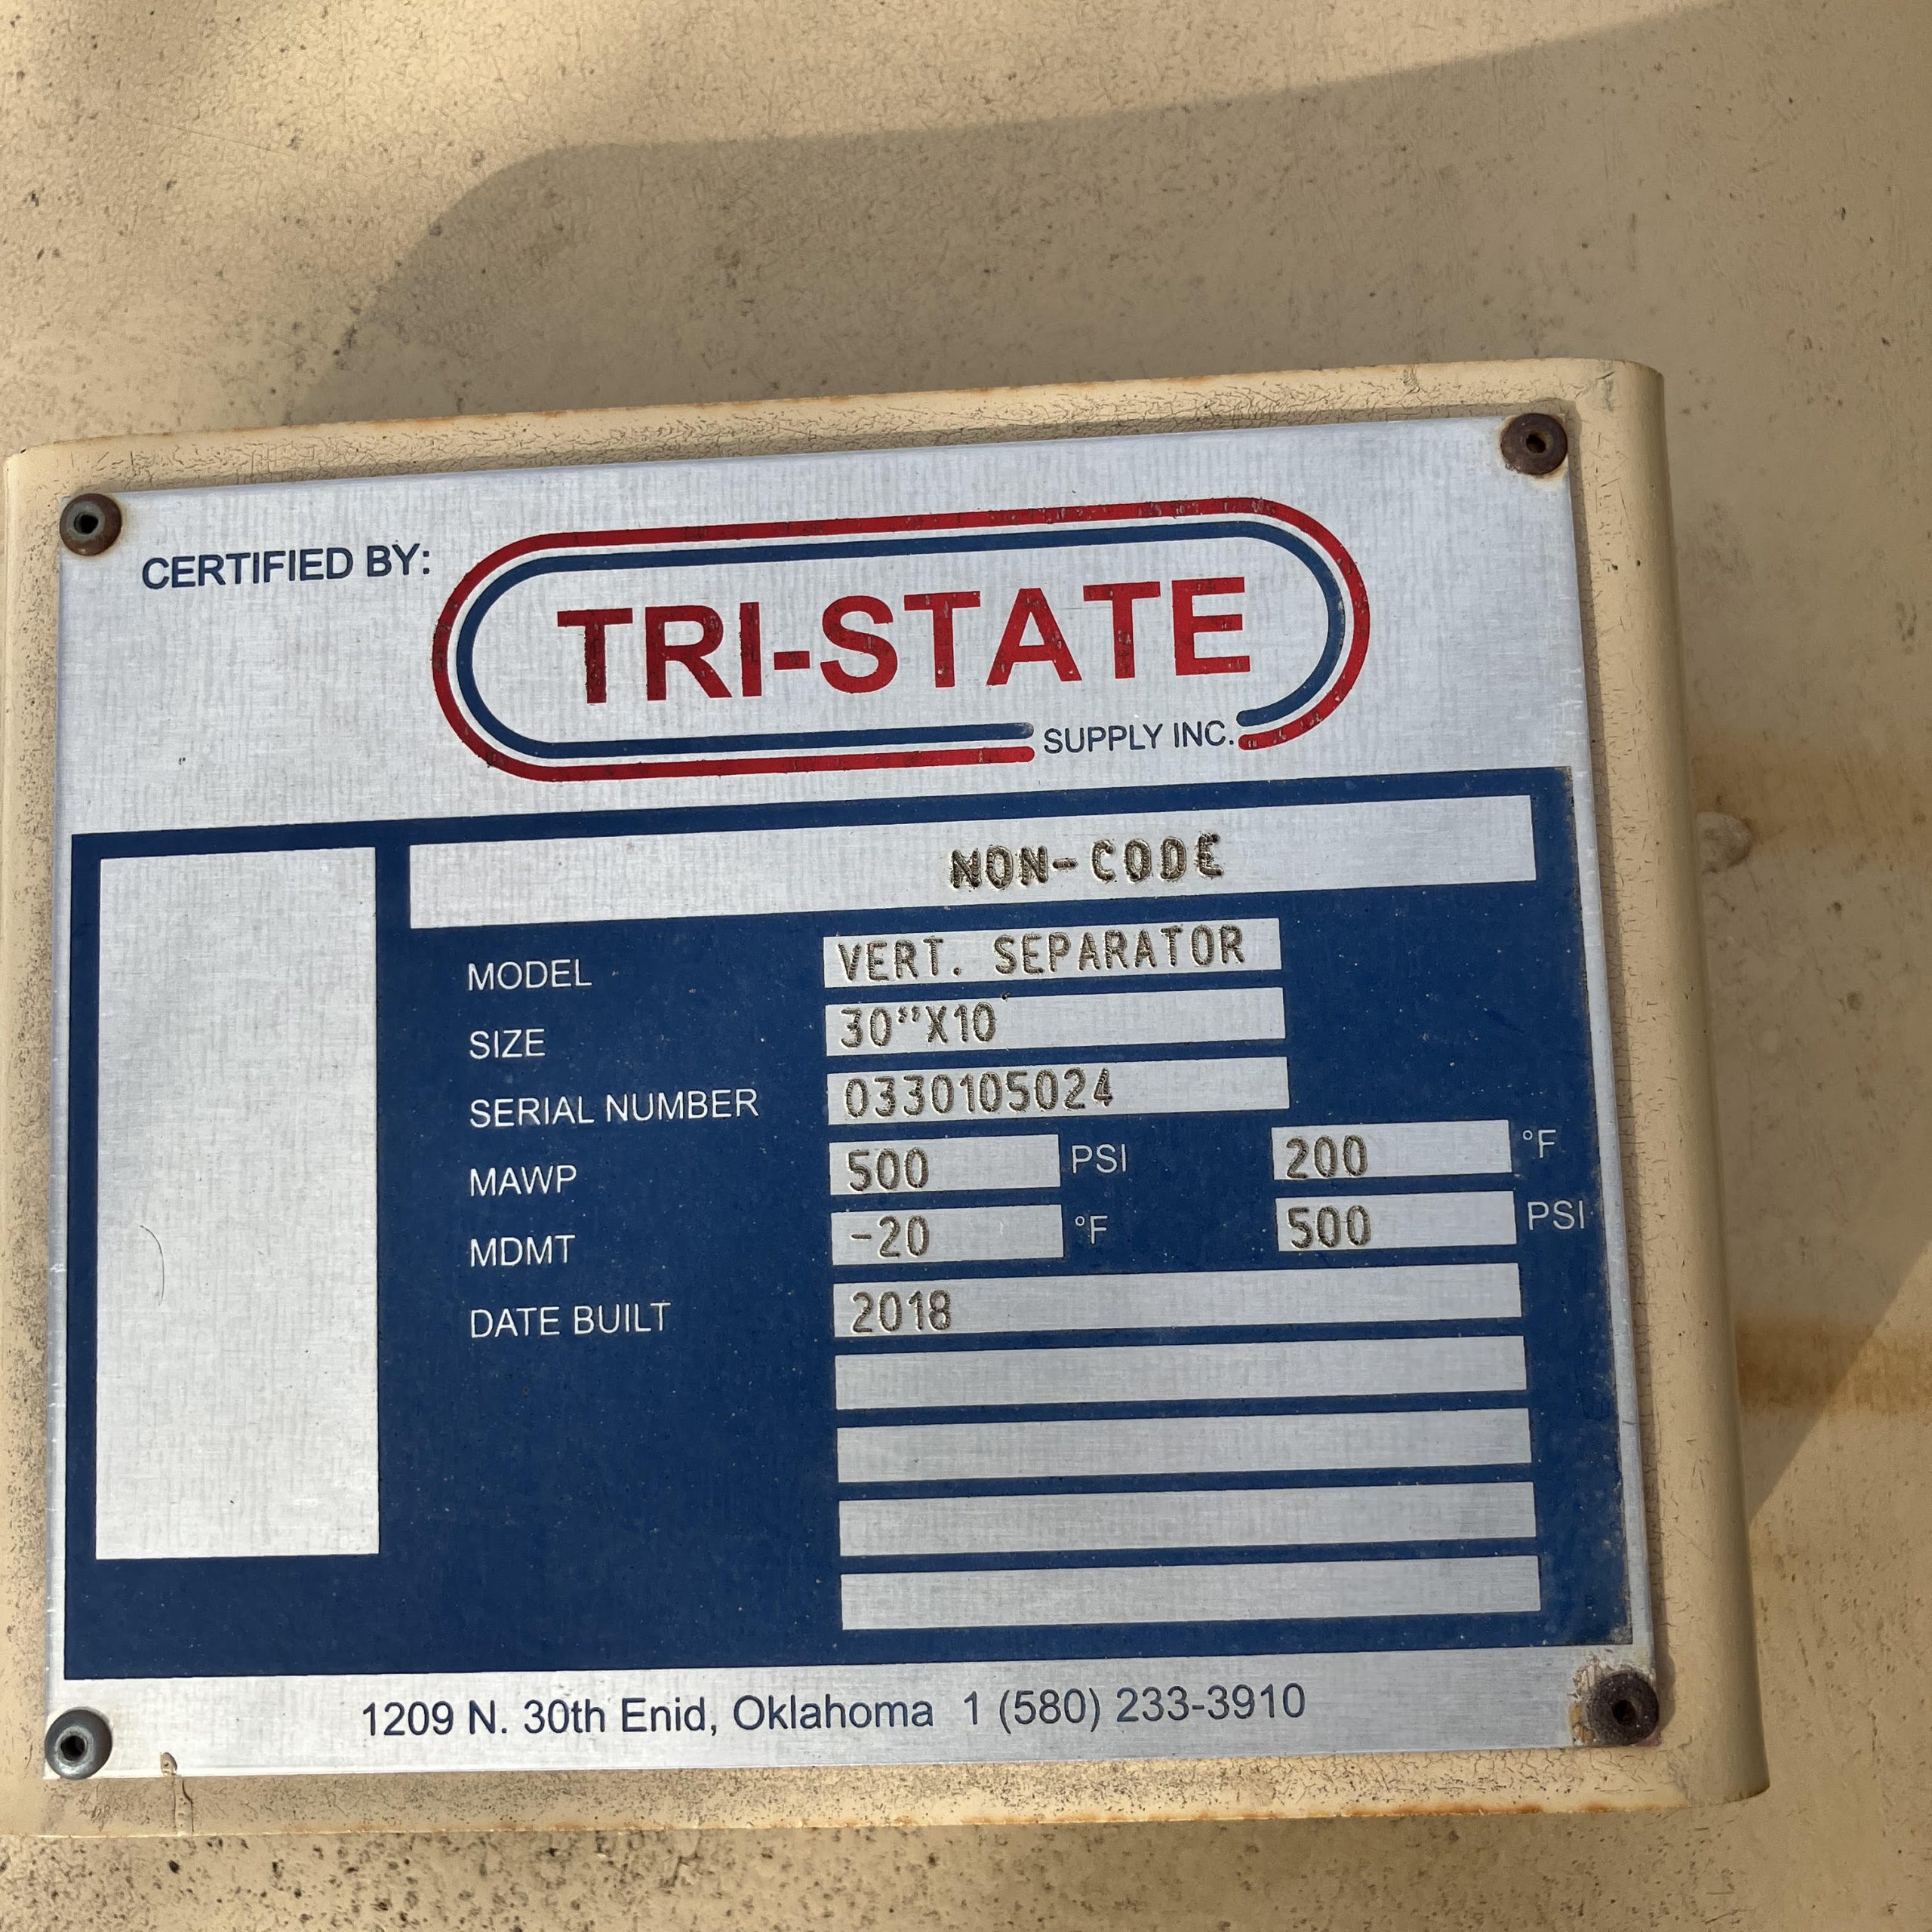 CERTIFIED BY:
TRI-STATE
SUPPLY INC.
NON-CODE
MODEL VERT. SEPARATOR
SIZE 30"X10'
SERIAL NUMBER 0330105024
MAWP 500 PSI 200 °F
MDMT -20 °F 500 PSI
DATE BUILT 2018
1209 N. 30th Enid, Oklahoma 1 (580) 233-3910